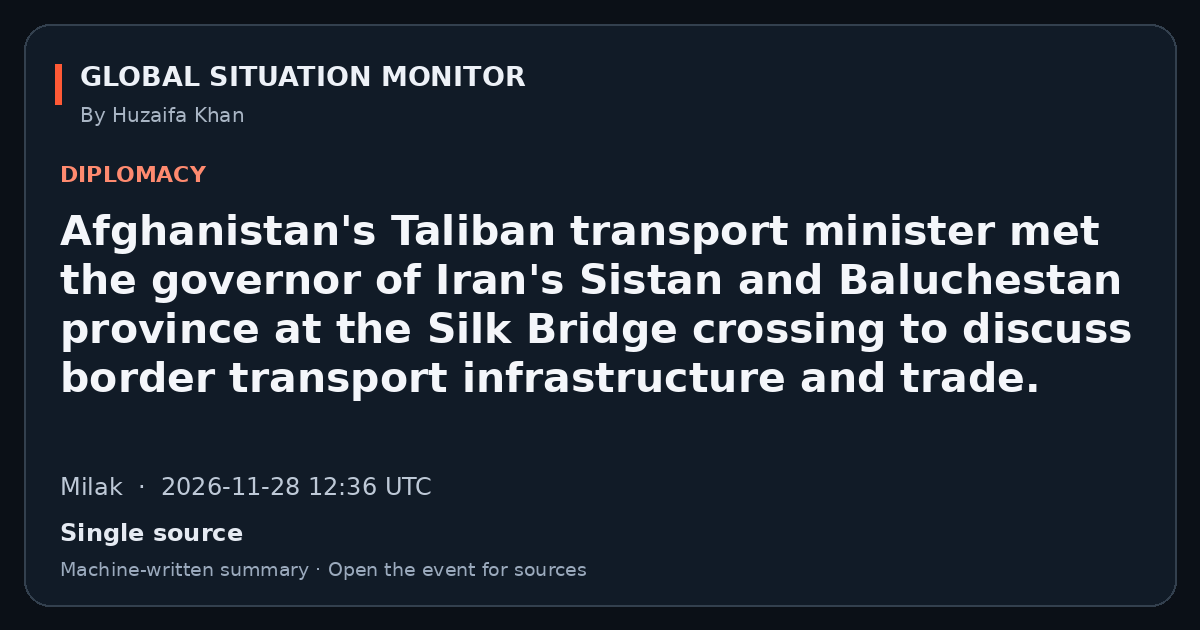 GLOBAL SITUATION MONITOR
By Huzaifa Khan
DIPLOMACY
Afghanistan's Taliban transport minister met
the governor of Iran's Sistan and Baluchestan
province at the Silk Bridge crossing to discuss
border transport infrastructure and trade.
Milak · 2026-11-28 12:36 UTC
Single source
Machine-written summary · Open the event for sources